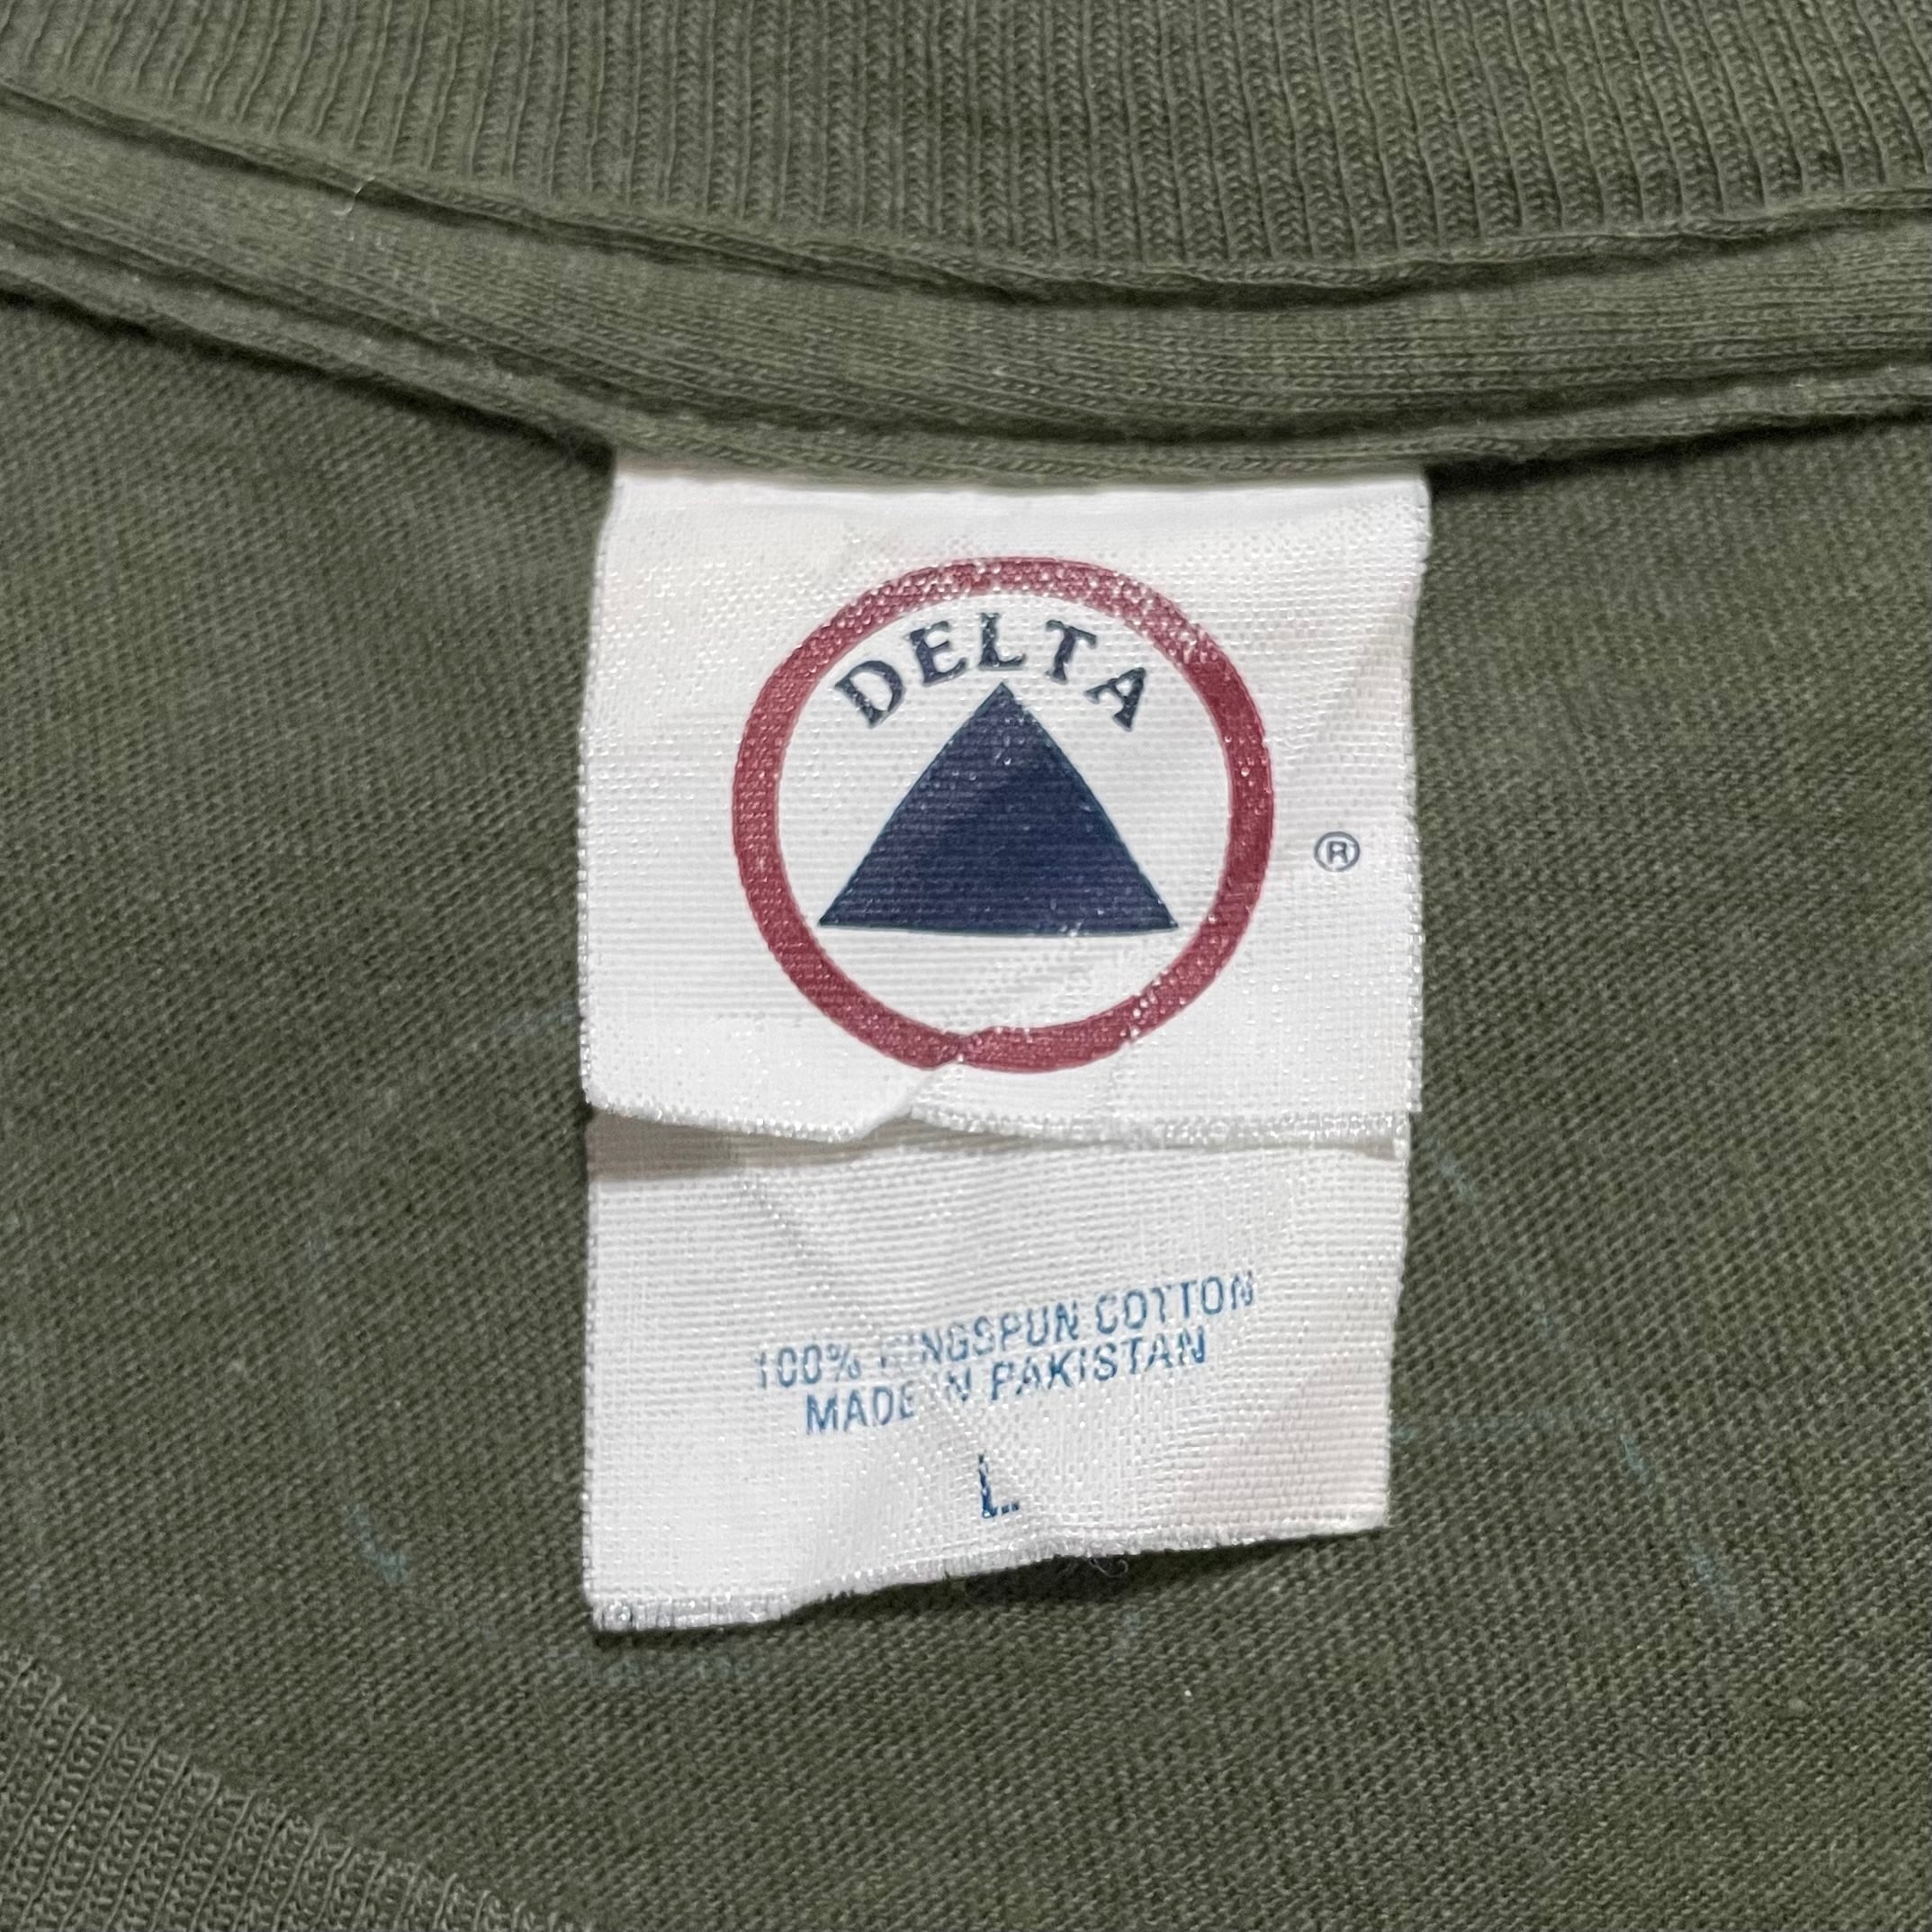 DELTA
®
100% RINGSPUN COTTON
MADE IN PAKISTAN
L